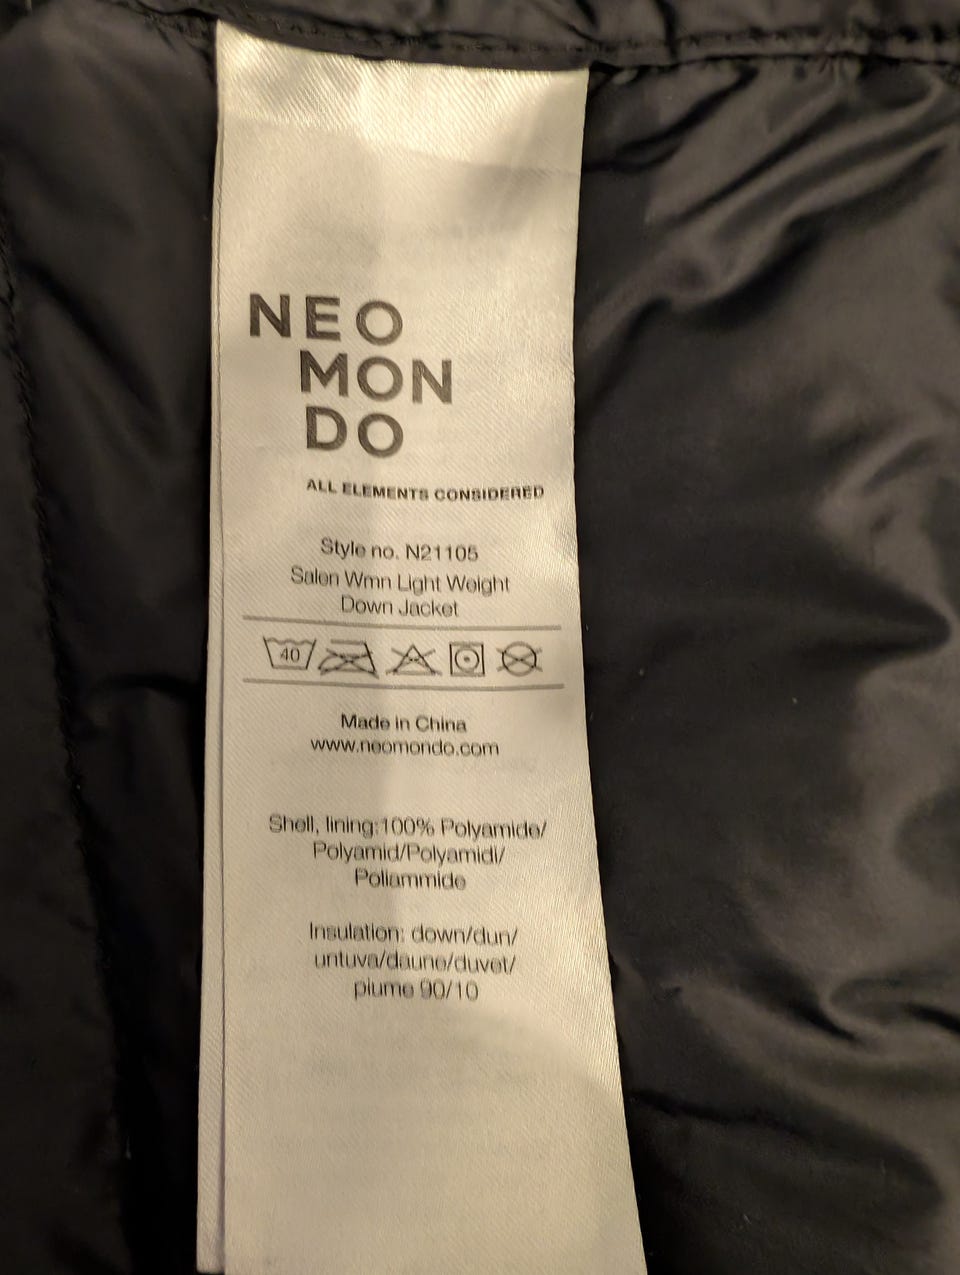 NEO
MON
DO
ALL ELEMENTS CONSIDERED
Style no. N21105
Salen Wmn Light Weight
Down Jacket
40
Made in China
www.neomondo.com
Shell, lining:100% Polyamide/
Polyamid/Polyamidi/
Poliammide
Insulation: down/dun/
untuva/daune/duvet/
piume 90/10